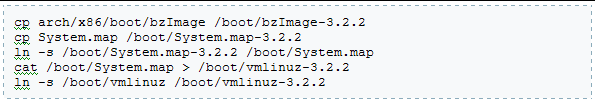 cp arch/x86/boot/bzImage /boot/bzImage-3.2.2
cp System.map /boot/System.map-3.2.2
ln -s /boot/System.map-3.2.2 /boot/System.map
cat /boot/System.map > /boot/vmlinuz-3.2.2
ln -s /boot/vmlinuz /boot/vmlinuz-3.2.2